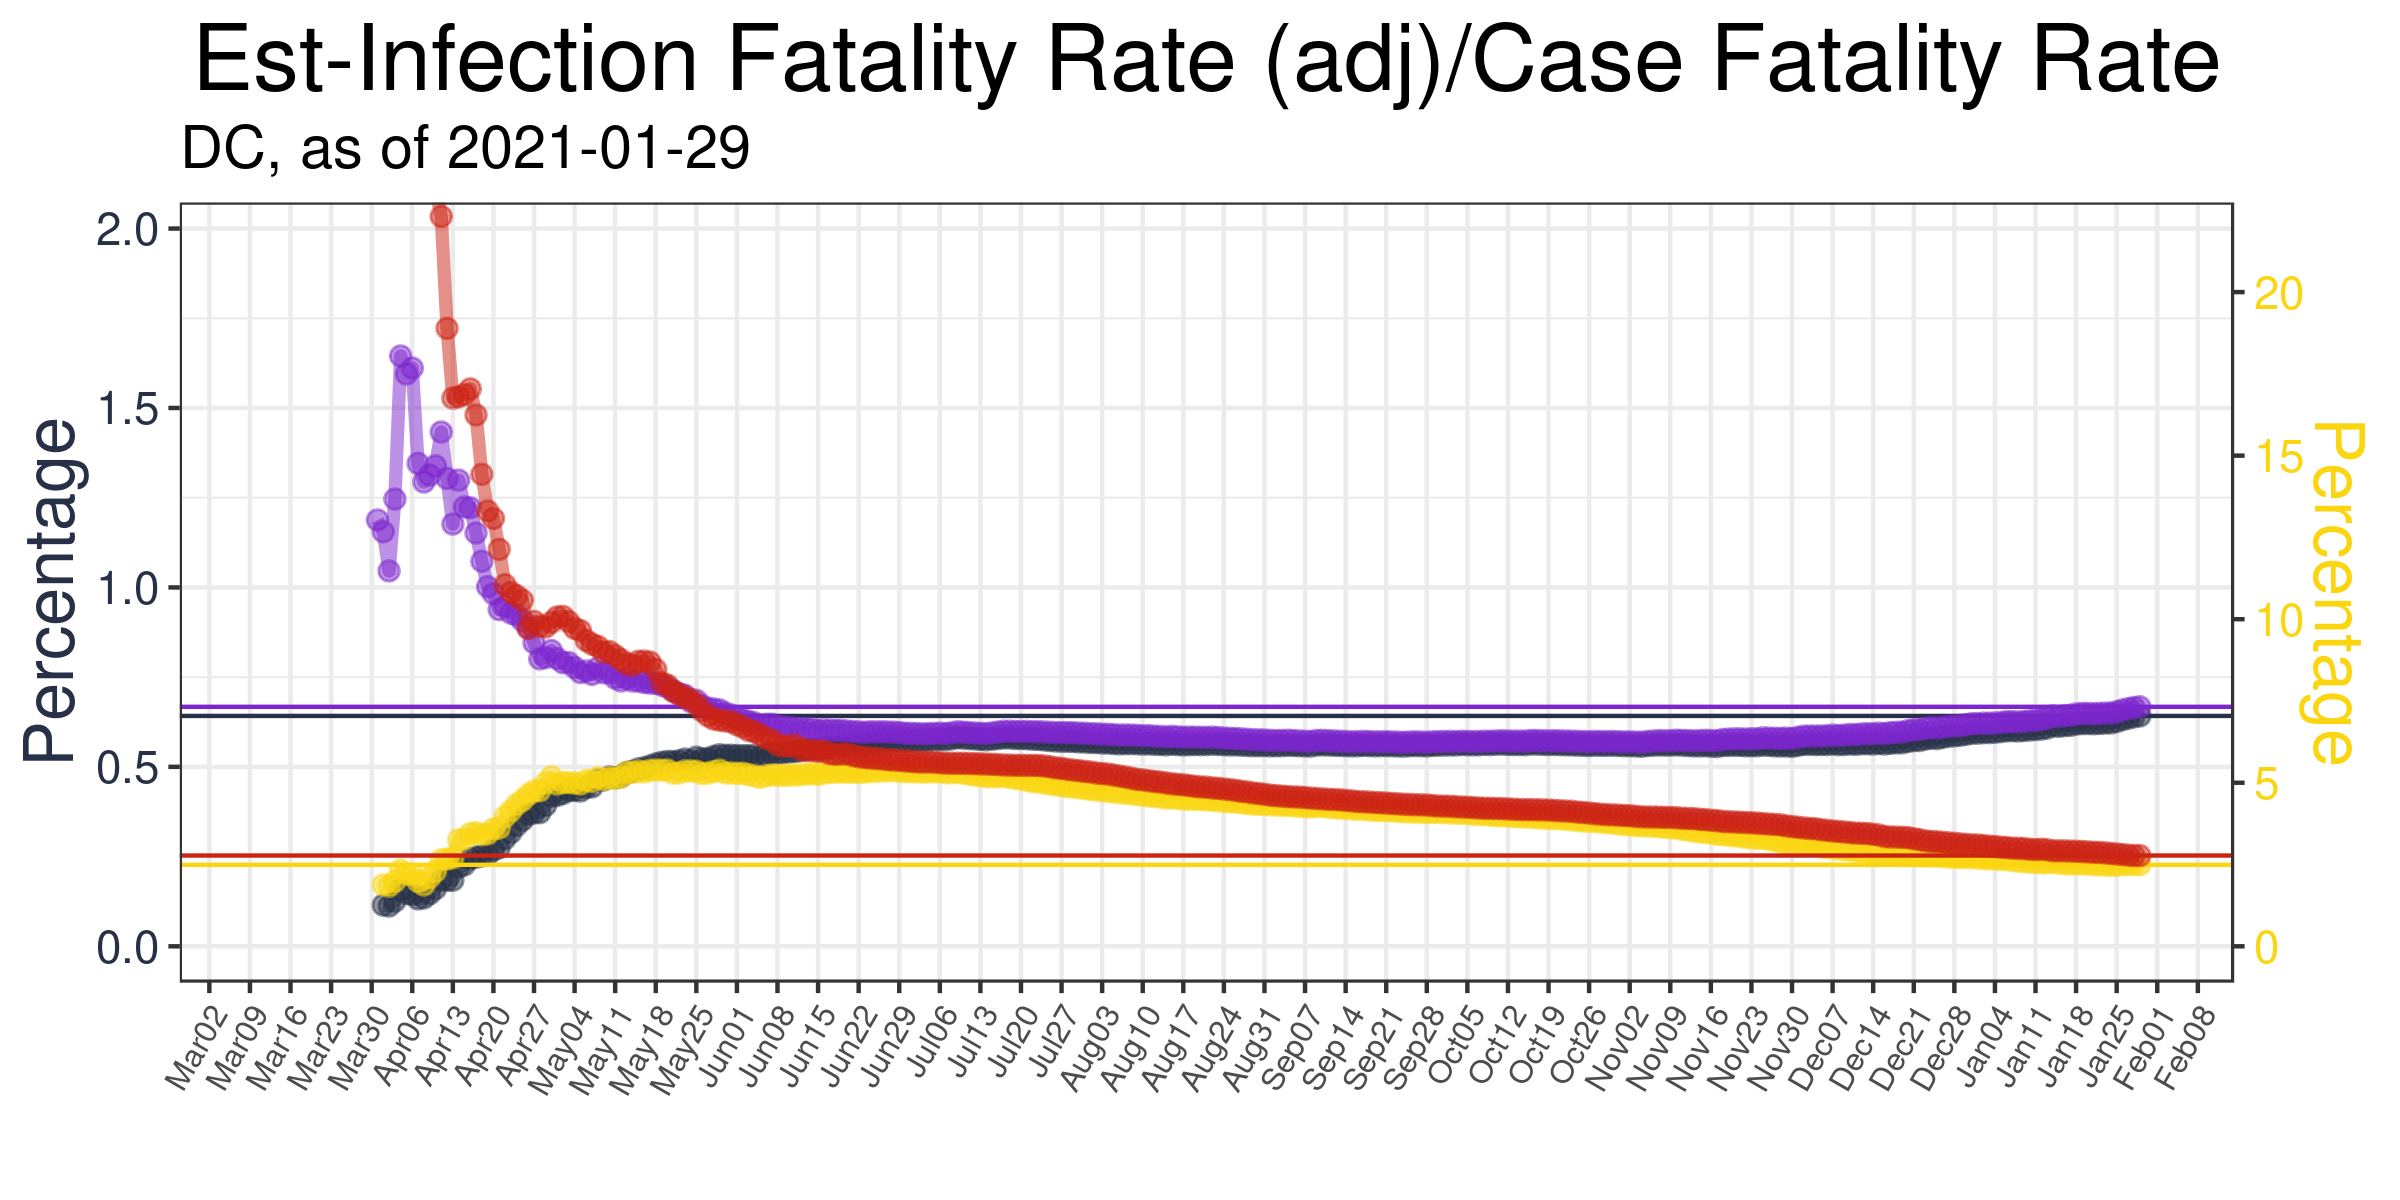 Est-Infection Fatality Rate (adj)/Case Fatality Rate
DC, as of 2021-01-29
Percentage
2.0
1.5
1.0
0.5
0.0
20
15
10
5
0
Percentage
Mar02
Mar09
Mar16
Mar23
Mar30
Apr06
Apr13
Apr20
Apr27
May04
May11
May18
May25
Jun01
Jun08
Jun15
Jun22
Jun29
Jul06
Jul13
Jul20
Jul27
Aug03
Aug10
Aug17
Aug24
Aug31
Sep07
Sep14
Sep21
Sep28
Oct05
Oct12
Oct19
Oct26
Nov02
Nov09
Nov16
Nov23
Nov30
Dec07
Dec14
Dec21
Dec28
Jan04
Jan11
Jan18
Jan25
Feb01
Feb08